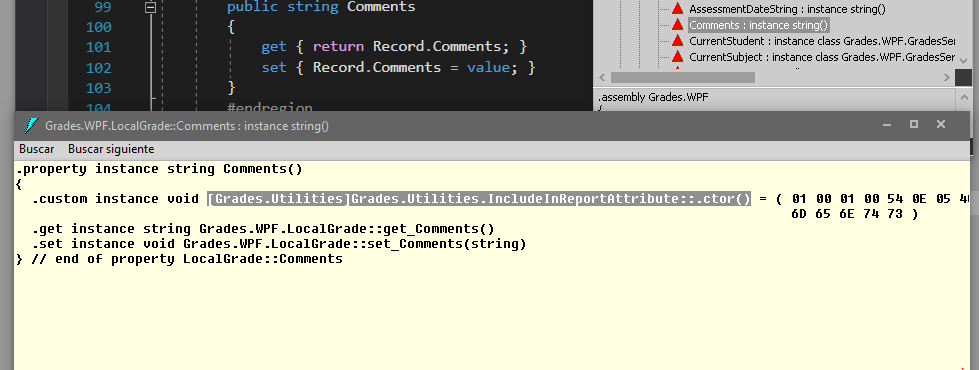 99 public string Comments
100 {
101 get { return Record.Comments; }
102 set { Record.Comments = value; }
103 }
104 #endregion
AssessmentDateString : instance string()
Comments : instance string()
CurrentStudent : instance class Grades.WPF.GradesSer
CurrentSubject : instance class Grades.WPF.GradesSer
.assembly Grades.WPF
{
Grades.WPF.LocalGrade::Comments : instance string()
Buscar Buscar siguiente
.property instance string Comments()
{
.custom instance void [Grades.Utilities]Grades.Utilities.IncludeInReportAttribute::.ctor() = ( 01 00 01 00 54 0E 05 4
6D 65 6E 74 73 )
.get instance string Grades.WPF.LocalGrade::get_Comments()
.set instance void Grades.WPF.LocalGrade::set_Comments(string)
} // end of property LocalGrade::Comments